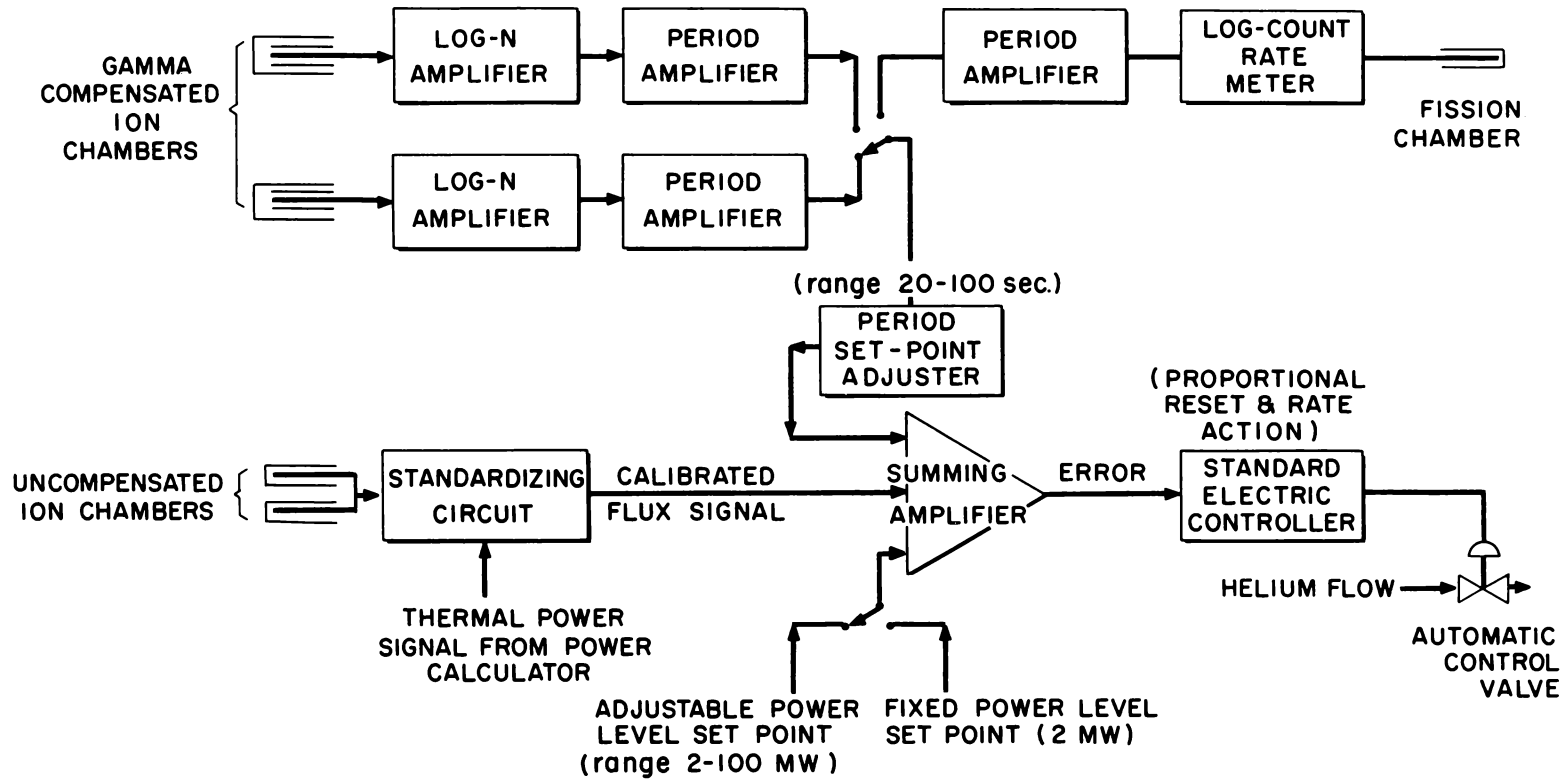 LOG-N
AMPLIFIER
PERIOD
AMPLIFIER
PERIOD
AMPLIFIER
LOG-COUNT
RATE
METER
GAMMA
COMPENSATED
ION
CHAMBERS
FISSION
CHAMBER
LOG-N
AMPLIFIER
PERIOD
AMPLIFIER
(range 20-100 sec.)
PERIOD
SET-POINT
ADJUSTER
(PROPORTIONAL
RESET & RATE
ACTION)
UNCOMPENSATED
ION CHAMBERS
STANDARDIZING
CIRCUIT
CALIBRATED
FLUX SIGNAL
SUMMING
AMPLIFIER
ERROR
STANDARD
ELECTRIC
CONTROLLER
HELIUM FLOW
THERMAL POWER
SIGNAL FROM POWER
CALCULATOR
AUTOMATIC
CONTROL
VALVE
ADJUSTABLE POWER
LEVEL SET POINT
(range 2-100 MW)
FIXED POWER LEVEL
SET POINT (2 MW)